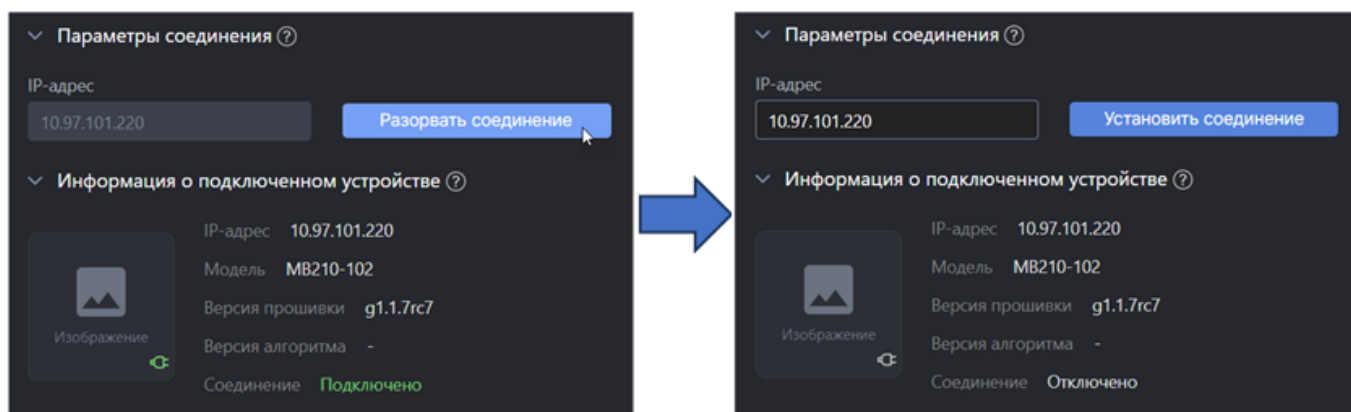 Параметры соединения ?
IP-адрес
10.97.101.220 Разорвать соединение
Информация о подключенном устройстве ?
IP-адрес 10.97.101.220
Модель МВ210-102
Версия прошивки g1.1.7rc7
Изображение
Версия алгоритма -
Соединение Подключено
Параметры соединения ?
IP-адрес
10.97.101.220 Установить соединение
Информация о подключенном устройстве ?
IP-адрес 10.97.101.220
Модель МВ210-102
Версия прошивки g1.1.7rc7
Изображение
Версия алгоритма -
Соединение Отключено